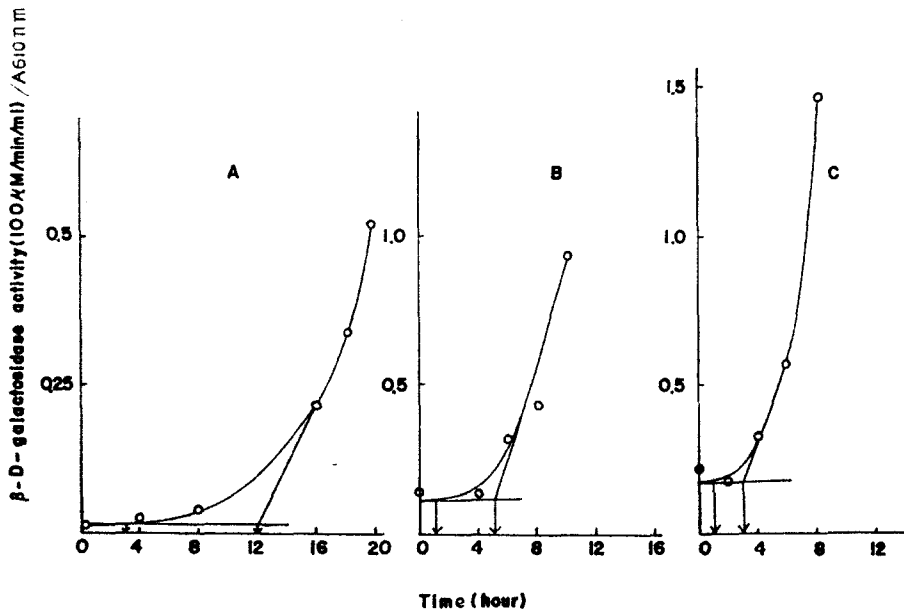 β-D-galactosidase activity(100μM/min/ml) /A610nm
A
0.5
0.25
0 4 8 12 16 20
B
1.0
0.5
0 4 8 12 16
C
1.5
1.0
0.5
0 4 8 12
Time (hour)